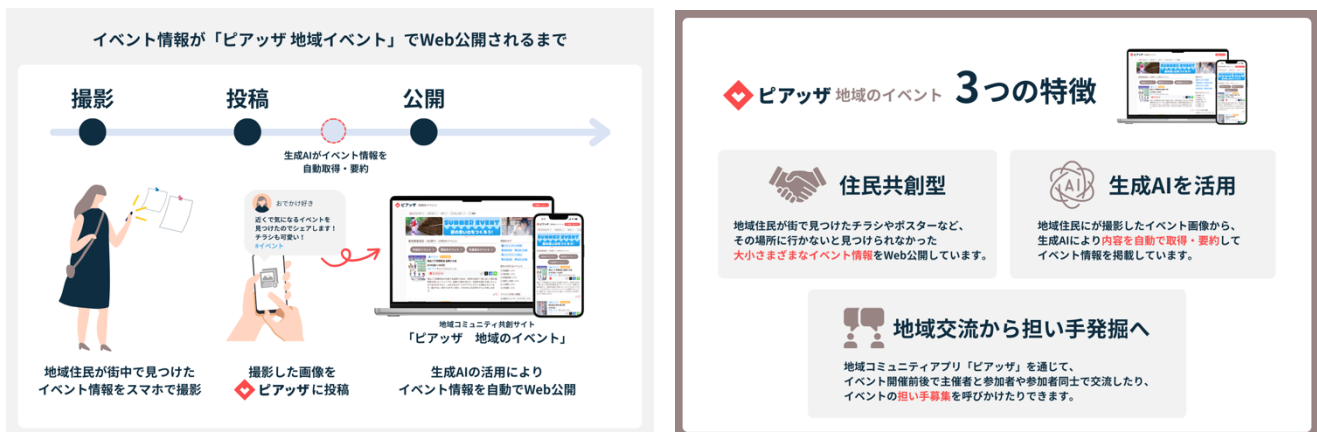 イベント情報が「ピアッザ 地域イベント」でWeb公開されるまで
撮影
投稿
公開
生成AIがイベント情報を
自動取得・要約
おでかけ好き
近くで気になるイベントを
見つけたのでシェアします！
チラシも可愛い！
#イベント
SUMMER EVENT
地域コミュニティ共創サイト
「ピアッザ 地域のイベント」
地域住民が街中で見つけた
イベント情報をスマホで撮影
撮影した画像を
ピアッザに投稿
生成AIの活用により
イベント情報を自動でWeb公開
ピアッザ 地域のイベント 3つの特徴
住民共創型
地域住民が街で見つけたチラシやポスターなど、
その場所に行かないと見つけられなかった
大小さまざまなイベント情報をWeb公開しています。
AI
生成AIを活用
地域住民にが撮影したイベント画像から、
生成AIにより内容を自動で取得・要約して
イベント情報を掲載しています。
地域交流から担い手発掘へ
地域コミュニティアプリ「ピアッザ」を通じて、
イベント開催前後で主催者と参加者や参加者同士で交流したり、
イベントの担い手募集を呼びかけたりできます。